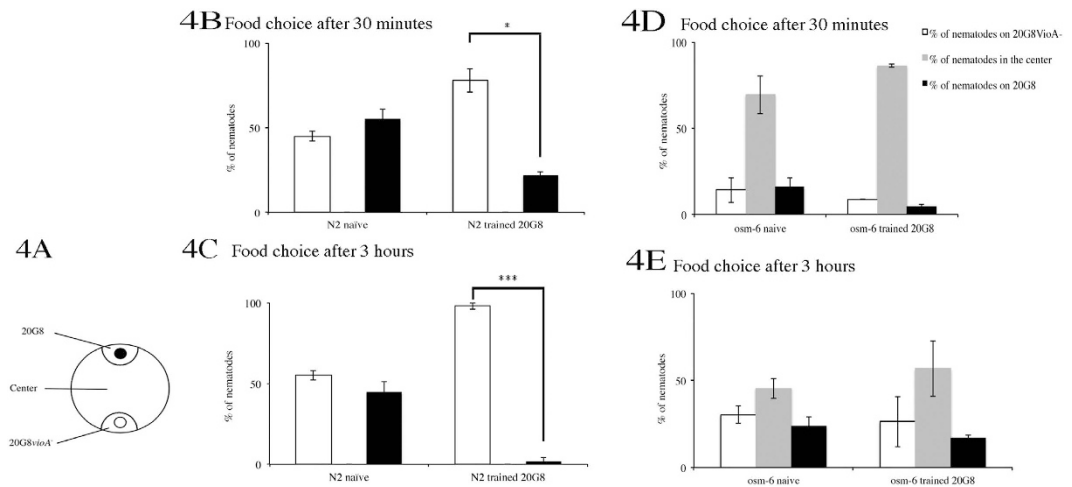 4B Food choice after 30 minutes
*
100
50
0
% of nematodes
N2 naïve
N2 trained 20G8
4D Food choice after 30 minutes
% of nematodes on 20G8VioA-
% of nematodes in the center
% of nematodes on 20G8
100
50
0
% of nematodes
osm-6 naive
osm-6 trained 20G8
4A
20G8
Center
20G8vioA-
4C Food choice after 3 hours
***
100
50
0
% of nematodes
N2 naïve
N2 trained 20G8
4E Food choice after 3 hours
100
50
0
% of nematodes
osm-6 naive
osm-6 trained 20G8